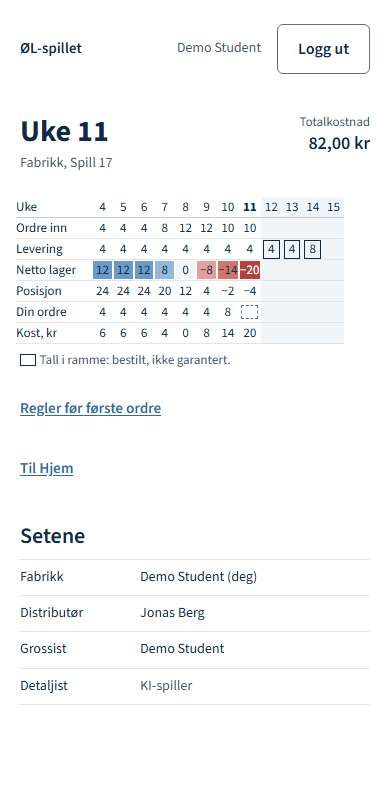 ØL-spillet Demo Student Logg ut
Uke 11 Totalkostnad
82,00 kr
Fabrikk, Spill 17
Uke 4 5 6 7 8 9 10 11 12 13 14 15
Ordre inn 4 4 4 8 12 12 10 10
Levering 4 4 4 4 4 4 4 4 4 4 8
Netto lager 12 12 12 8 0 −8 −14 −20
Posisjon 24 24 24 20 12 4 −2 −4
Din ordre 4 4 4 4 4 4 8
Kost, kr 6 6 6 4 0 8 14 20
Tall i ramme: bestilt, ikke garantert.
Regler før første ordre
Til Hjem
Setene
Fabrikk Demo Student (deg)
Distributør Jonas Berg
Grossist Demo Student
Detaljist KI-spiller